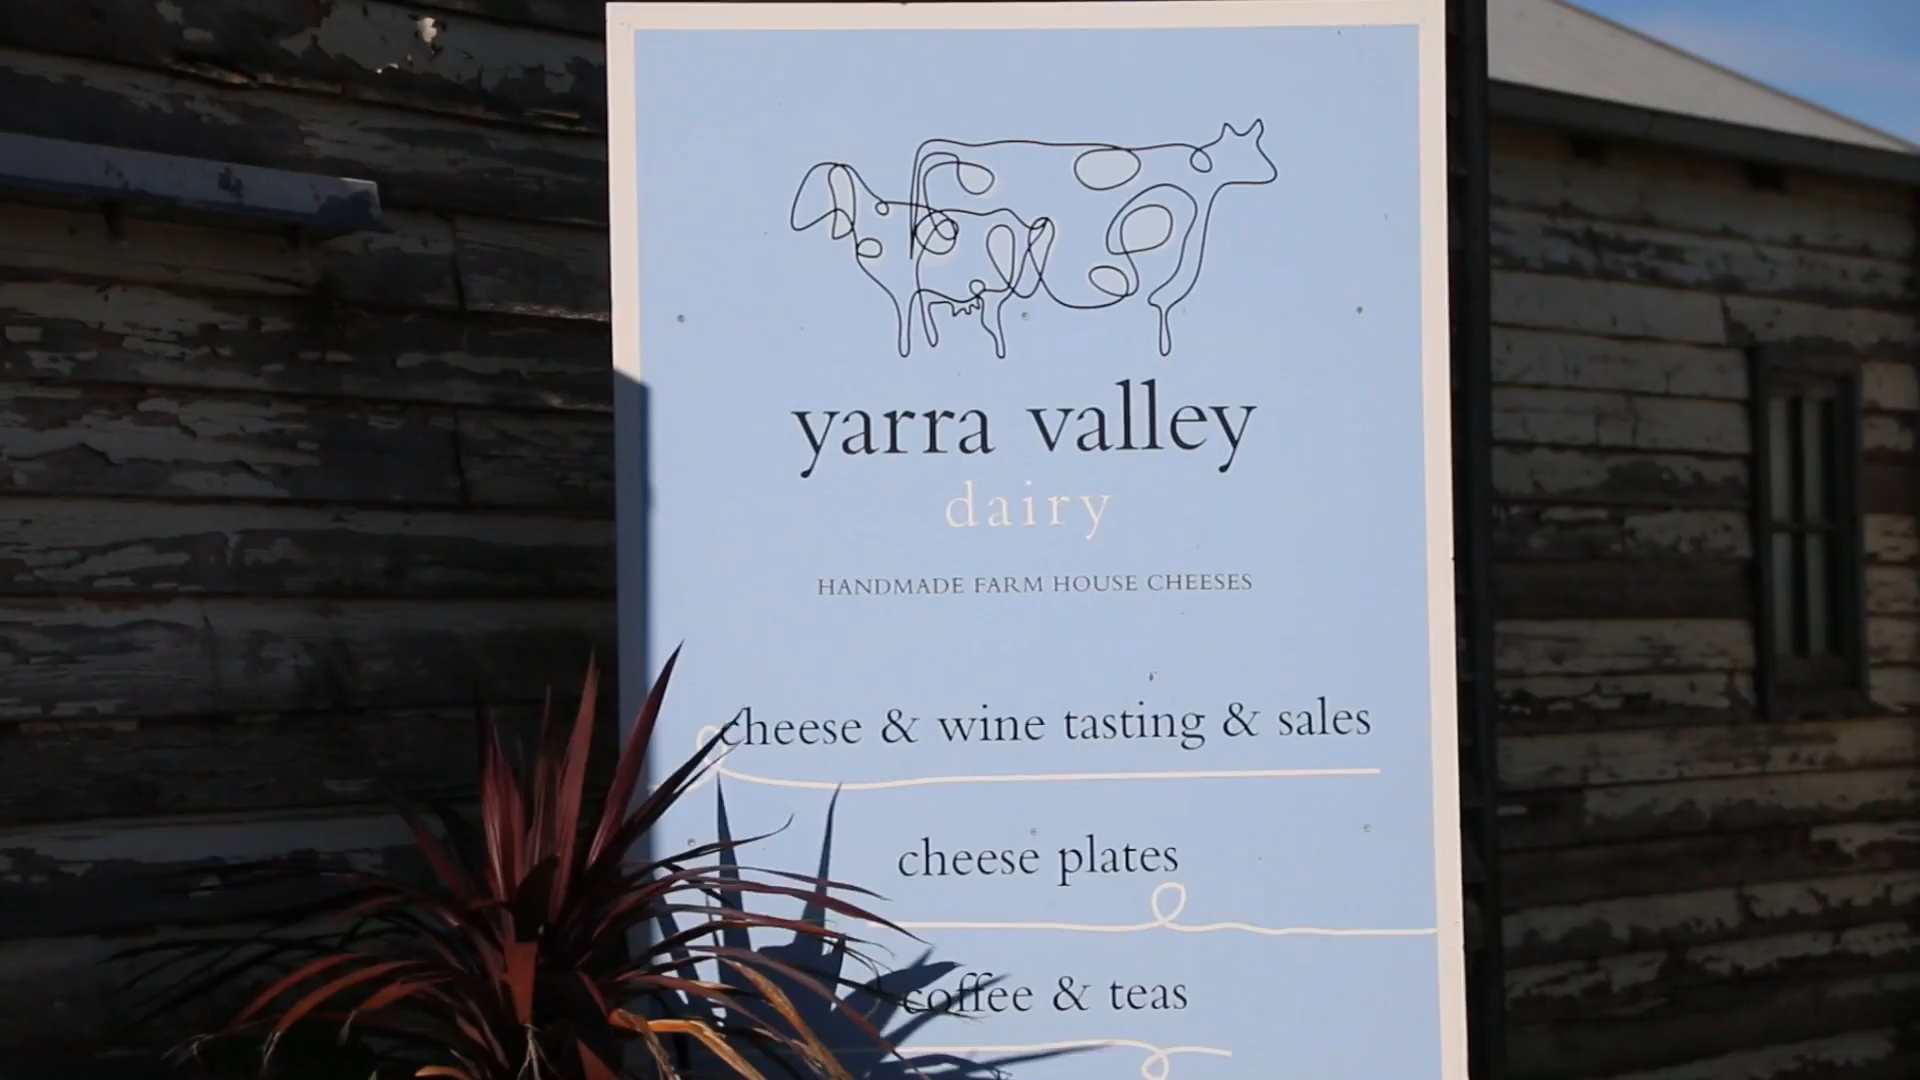 yarra valley
dairy
HANDMADE FARM HOUSE CHEESES
cheese & wine tasting & sales
cheese plates
coffee & teas